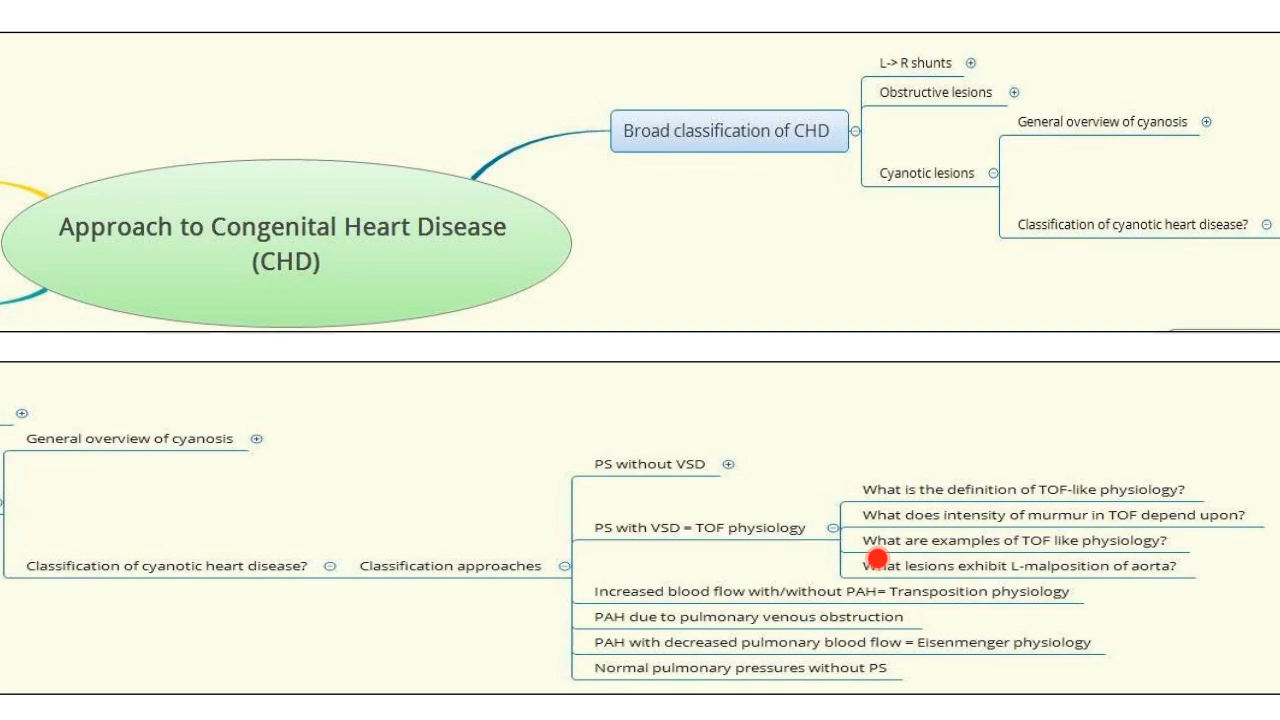 L-> R shunts
Obstructive lesions
General overview of cyanosis
Broad classification of CHD
Cyanotic lesions
Classification of cyanotic heart disease?
Approach to Congenital Heart Disease
(CHD)
General overview of cyanosis
PS without VSD
What is the definition of TOF-like physiology?
What does intensity of murmur in TOF depend upon?
PS with VSD = TOF physiology
What are examples of TOF like physiology?
Classification of cyanotic heart disease?
Classification approaches
What lesions exhibit L-malposition of aorta?
Increased blood flow with/without PAH= Transposition physiology
PAH due to pulmonary venous obstruction
PAH with decreased pulmonary blood flow = Eisenmenger physiology
Normal pulmonary pressures without PS